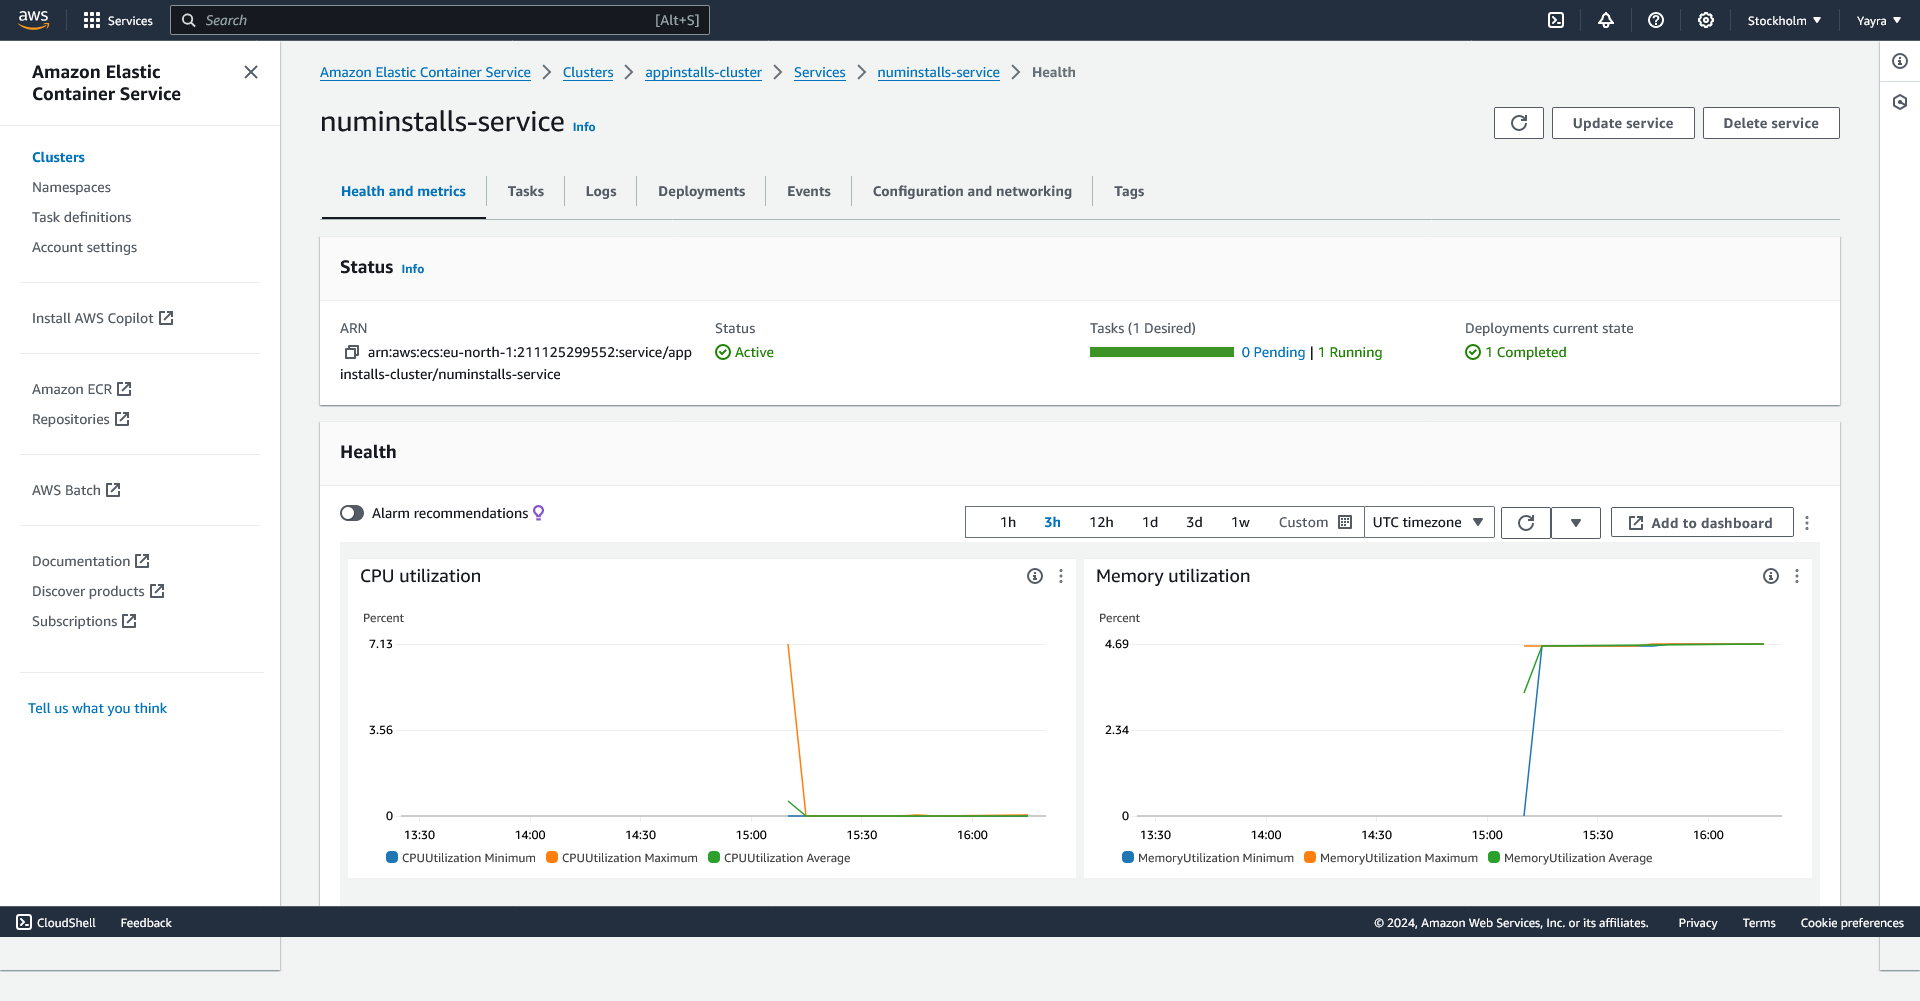 aws
Services
Search
[Alt+S]
Stockholm ▼
Yayra ▼
Amazon Elastic
Container Service
Clusters
Namespaces
Task definitions
Account settings
Install AWS Copilot
Amazon ECR
Repositories
AWS Batch
Documentation
Discover products
Subscriptions
Tell us what you think
Amazon Elastic Container Service > Clusters > appinstalls-cluster > Services > numinstalls-service > Health
numinstalls-service Info
Update service
Delete service
Health and metrics
Tasks
Logs
Deployments
Events
Configuration and networking
Tags
Status Info
ARN
arn:aws:ecs:eu-north-1:211125299552:service/app
installs-cluster/numinstalls-service
Status
Active
Tasks (1 Desired)
0 Pending | 1 Running
Deployments current state
1 Completed
Health
Alarm recommendations
1h 3h 12h 1d 3d 1w Custom
UTC timezone ▼
Add to dashboard
CPU utilization
Percent
7.13
3.56
0
13:30 14:00 14:30 15:00 15:30 16:00
CPUUtilization Minimum CPUUtilization Maximum CPUUtilization Average
Memory utilization
Percent
4.69
2.34
0
13:30 14:00 14:30 15:00 15:30 16:00
MemoryUtilization Minimum MemoryUtilization Maximum MemoryUtilization Average
CloudShell
Feedback
© 2024, Amazon Web Services, Inc. or its affiliates.
Privacy
Terms
Cookie preferences